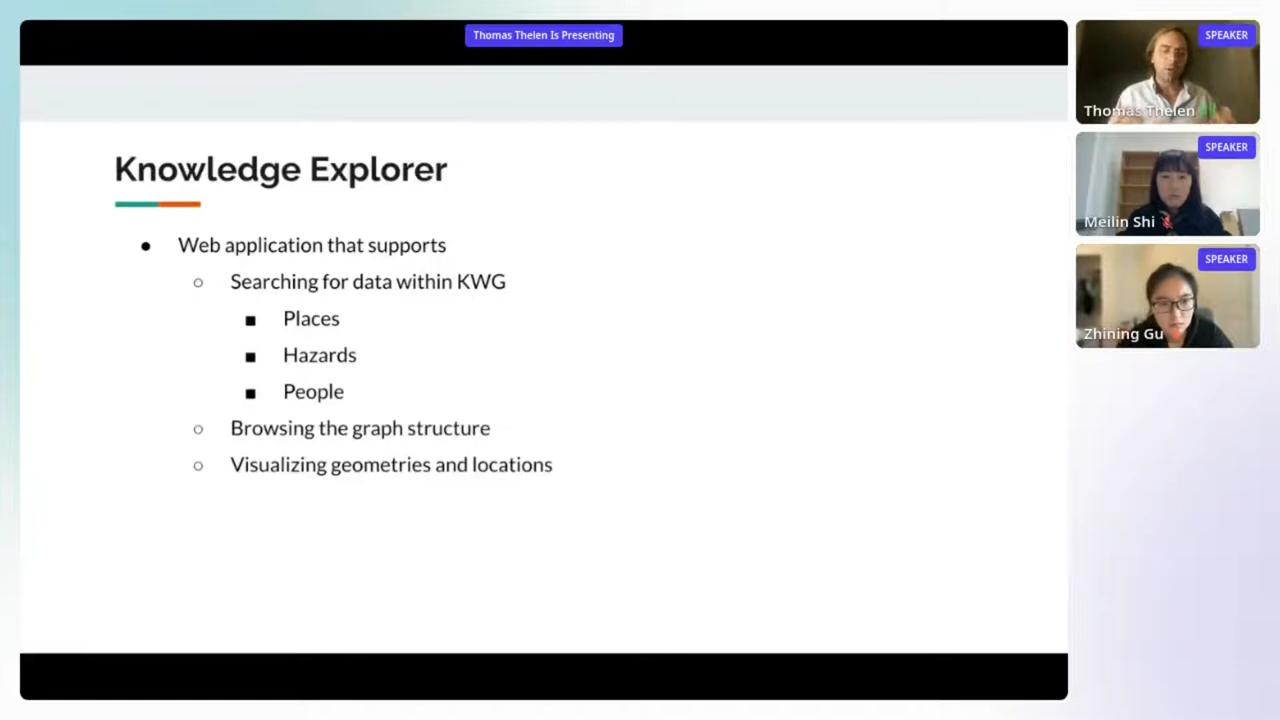 Thomas Thelen Is Presenting
Knowledge Explorer
● Web application that supports
○ Searching for data within KWG
■ Places
■ Hazards
■ People
○ Browsing the graph structure
○ Visualizing geometries and locations
SPEAKER
Thomas Thelen
SPEAKER
Meilin Shi
SPEAKER
Zhining Gu